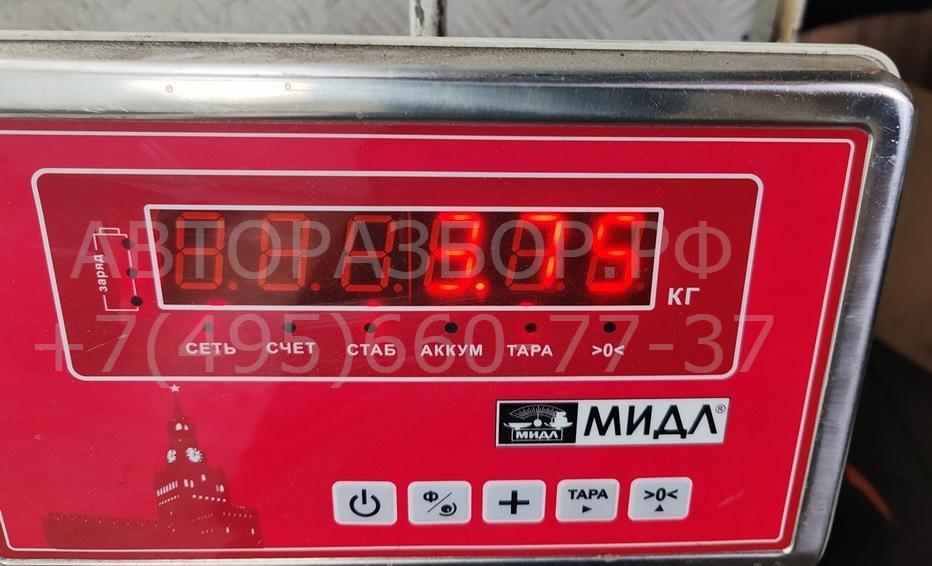 5.75
КГ
заряд
АВТОРАЗБОР.РФ
+7(495)660-77-37
СЕТЬ СЧЕТ СТАБ АККУМ ТАРА >0<
МИДЛ МИДЛ®
Ф/ + ТАРА >0<